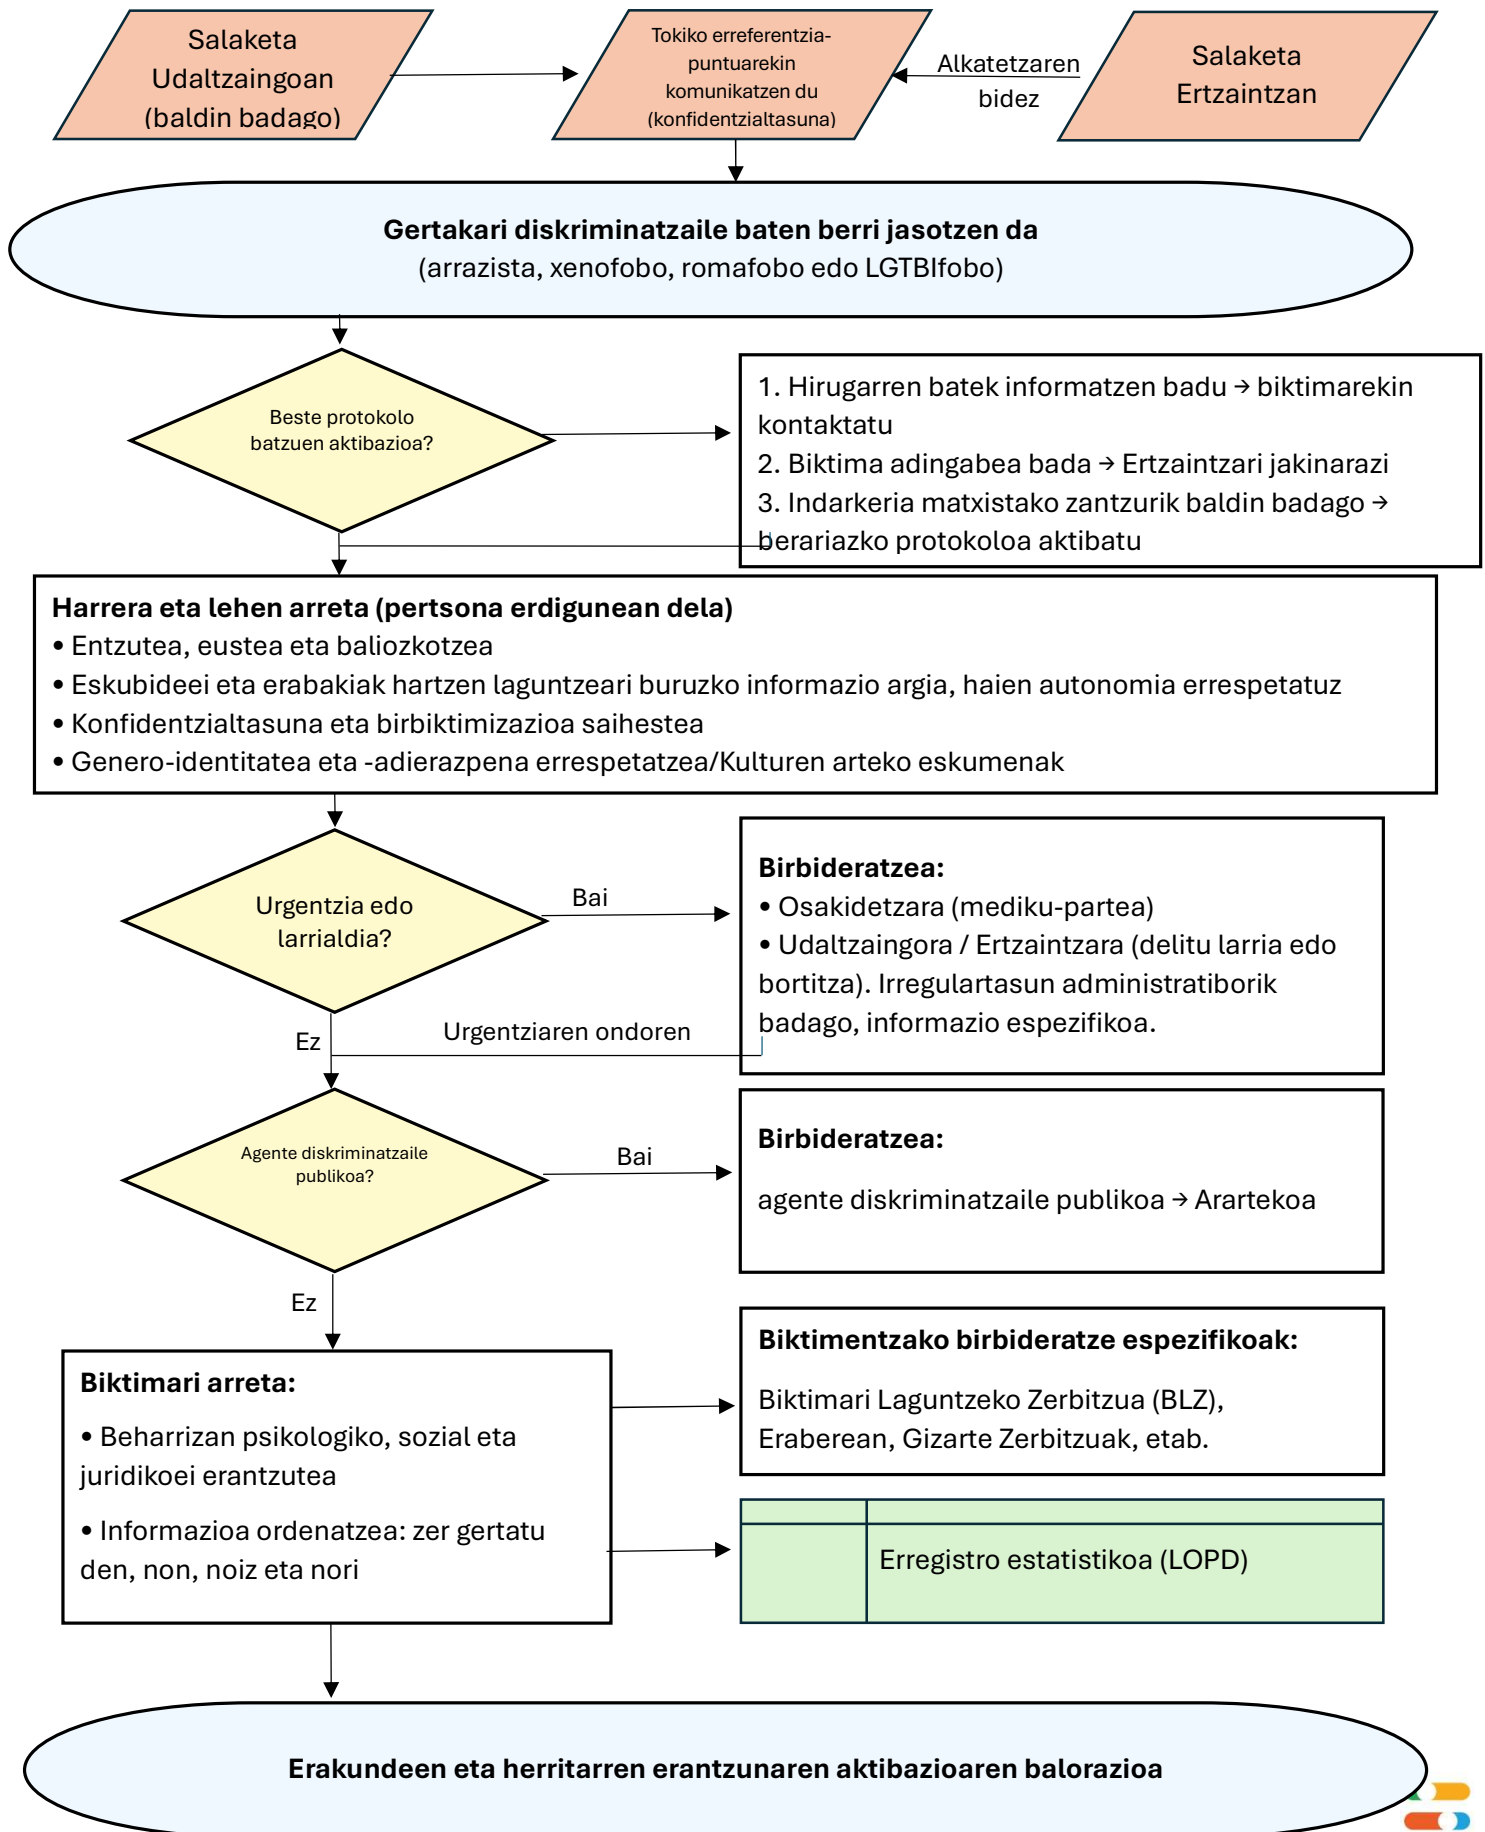 Salaketa
Udaltzaingoan
(baldin badago)
Tokiko erreferentzia-
puntuarekin
komunikatzen du
(konfidentzialtasuna)
Alkatetzaren
bidez
Salaketa
Ertzaintzan
Gertakari diskriminatzaile baten berri jasotzen da
(arrazista, xenofobo, romafobo edo LGTBIfobo)
Beste protokolo
batzuen aktibazioa?
1. Hirugarren batek informatzen badu → biktimarekin
kontaktatu
2. Biktima adingabea bada → Ertzaintzari jakinarazi
3. Indarkeria matxistako zantzurik baldin badago →
berariazko protokoloa aktibatu
Harrera eta lehen arreta (pertsona erdigunean dela)
• Entzutea, eustea eta baliozkotzea
• Eskubideei eta erabakiak hartzen laguntzeari buruzko informazio argia, haien autonomia errespetatuz
• Konfidentzialtasuna eta birbiktimizazioa saihestea
• Genero-identitatea eta -adierazpena errespetatzea/Kulturen arteko eskumenak
Urgentzia edo
larrialdia?
Bai
Birbideratzea:
• Osakidetzara (mediku-partea)
• Udaltzaingora / Ertzaintzara (delitu larria edo
bortitza). Irregulartasun administratiborik
badago, informazio espezifikoa.
Ez
Urgentziaren ondoren
Agente diskriminatzaile
publikoa?
Bai
Birbideratzea:
agente diskriminatzaile publikoa → Arartekoa
Ez
Biktimari arreta:
• Beharrizan psikologiko, sozial eta
juridikoei erantzutea
• Informazioa ordenatzea: zer gertatu
den, non, noiz eta nori
Biktimentzako birbideratze espezifikoak:
Biktimari Laguntzeko Zerbitzua (BLZ),
Eraberean, Gizarte Zerbitzuak, etab.
Erregistro estatistikoa (LOPD)
Erakundeen eta herritarren erantzunaren aktibazioaren balorazioa